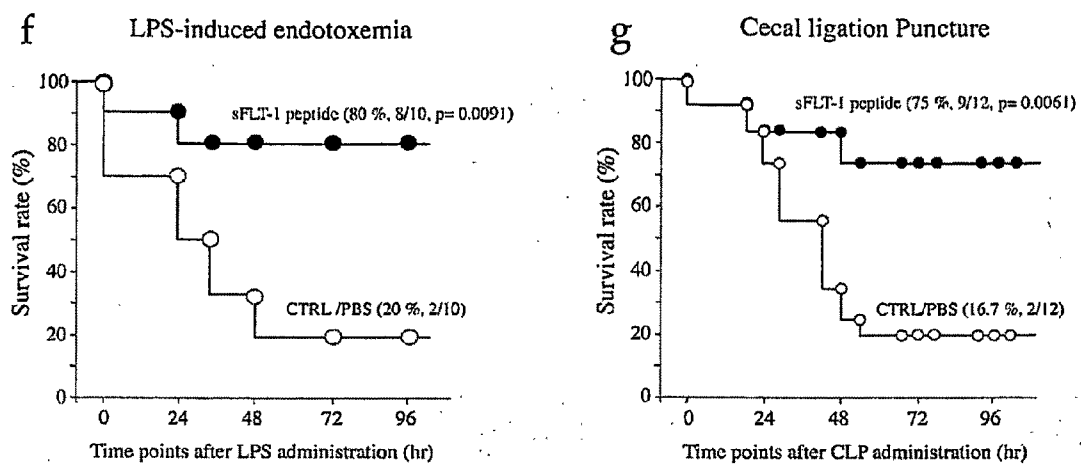 f
LPS-induced endotoxemia
100
80
60
40
20
0
Survival rate (%)
sFLT-1 peptide (80 %, 8/10, p= 0.0091)
CTRL /PBS (20 %, 2/10)
0 24 48 72 96
Time points after LPS administration (hr)
g
Cecal ligation Puncture
100
80
60
40
20
0
Survival rate (%)
sFLT-1 peptide (75 %, 9/12, p= 0.0061)
CTRL/PBS (16.7 %, 2/12)
0 24 48 72 96
Time points after CLP administration (hr)